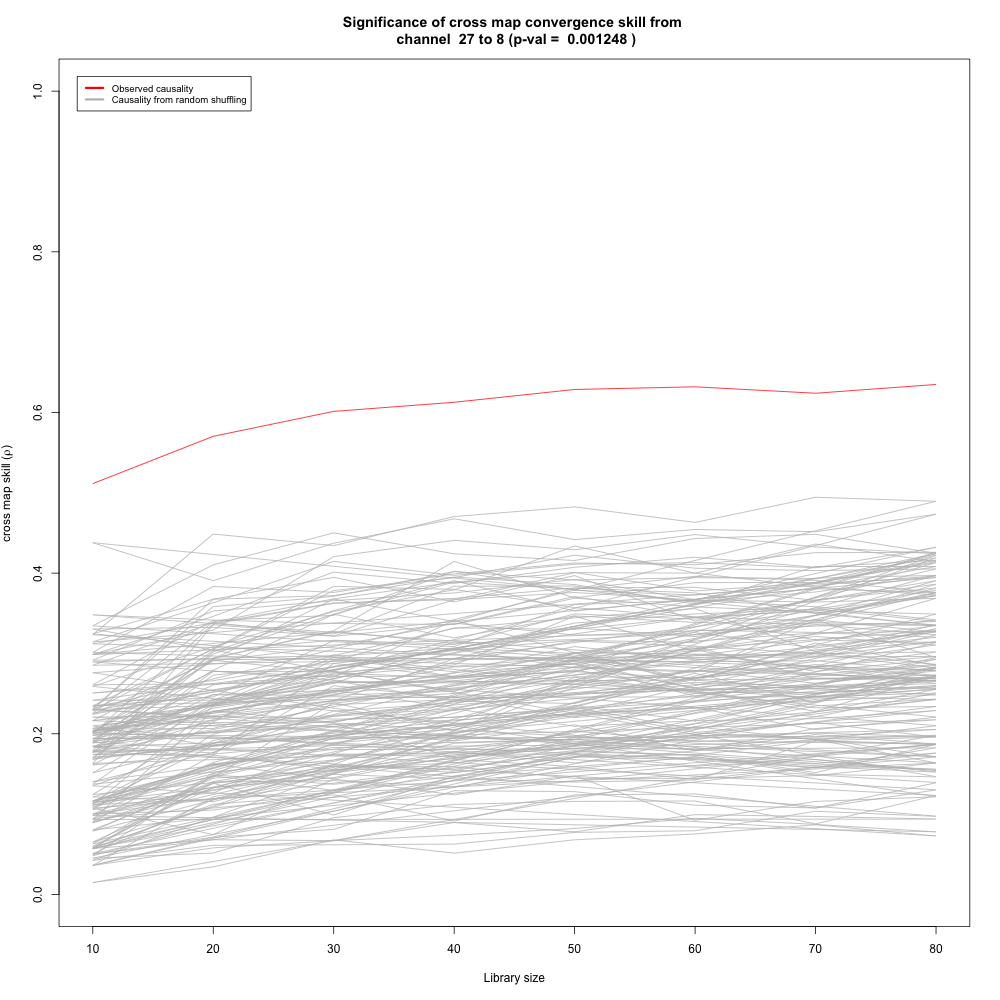 Significance of cross map convergence skill from
channel  27 to 8 (p-val =  0.001248 )
Observed causality
Causality from random shuffling
cross map skill (ρ)
1.0
0.8
0.6
0.4
0.2
0.0
10 20 30 40 50 60 70 80
Library size